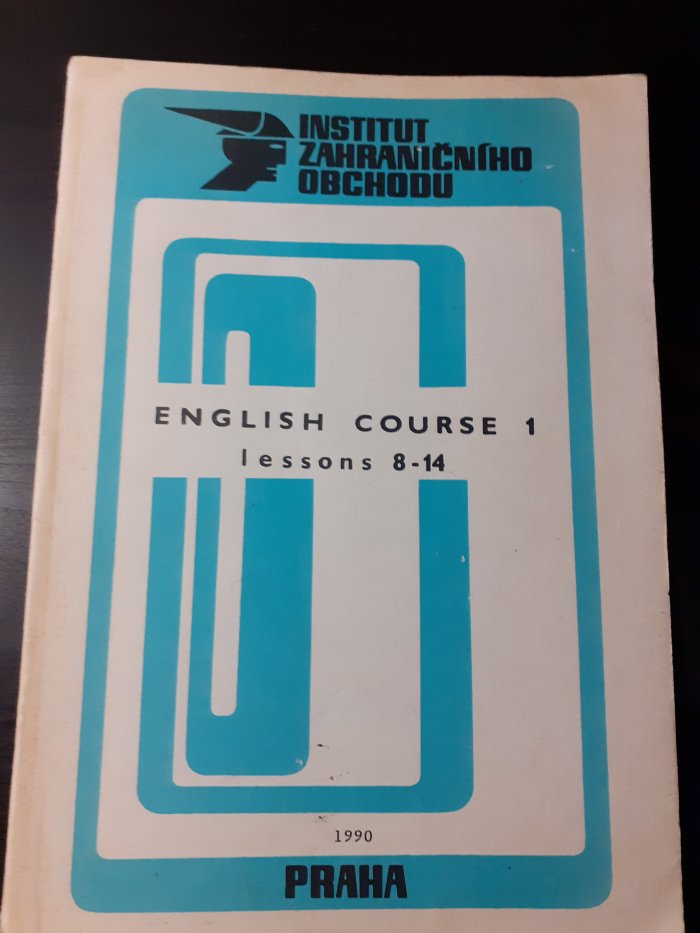 INSTITUT
ZAHRANIČNÍHO
OBCHODU
ENGLISH COURSE 1
lessons 8-14
1990
PRAHA